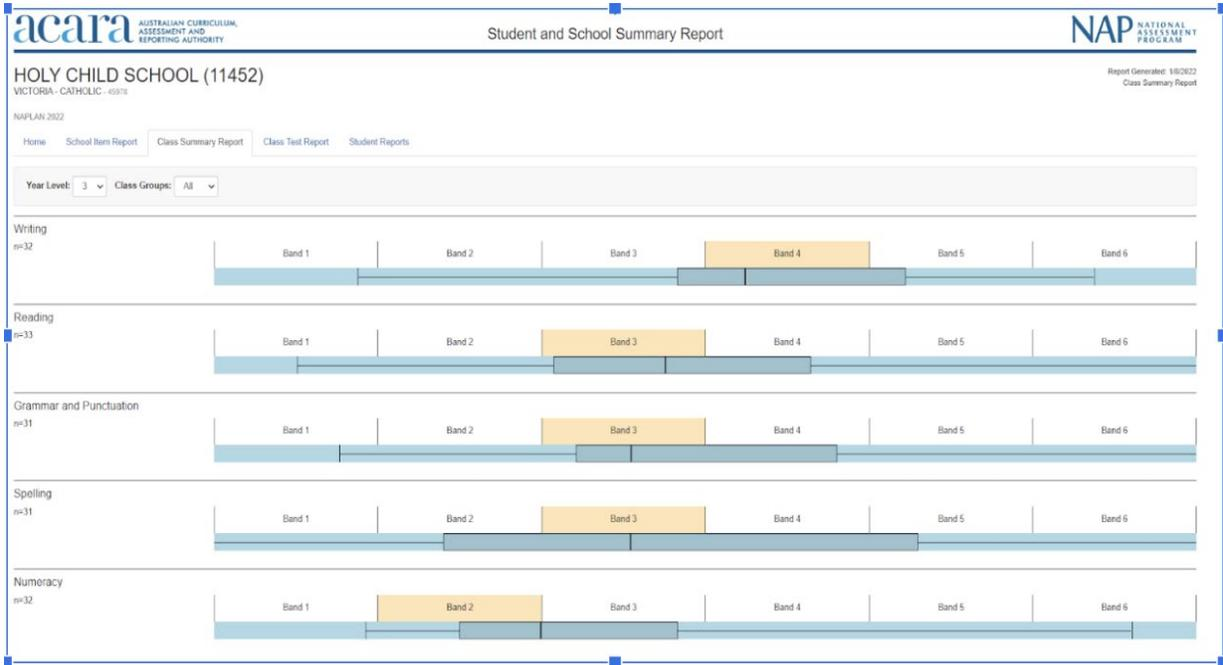 acara AUSTRALIAN CURRICULUM,
ASSESSMENT AND
REPORTING AUTHORITY
Student and School Summary Report
NAP NATIONAL
ASSESSMENT
PROGRAM
HOLY CHILD SCHOOL (11452)
VICTORIA - CATHOLIC - 45978
Report Generated: 1/8/2022
Class Summary Report
NAPLAN 2022
Home School Item Report Class Summary Report Class Test Report Student Reports
Year Level: 3 Class Groups: All
Writing
n=32
Band 1 Band 2 Band 3 Band 4 Band 5 Band 6
Reading
n=33
Band 1 Band 2 Band 3 Band 4 Band 5 Band 6
Grammar and Punctuation
n=31
Band 1 Band 2 Band 3 Band 4 Band 5 Band 6
Spelling
n=31
Band 1 Band 2 Band 3 Band 4 Band 5 Band 6
Numeracy
n=32
Band 1 Band 2 Band 3 Band 4 Band 5 Band 6